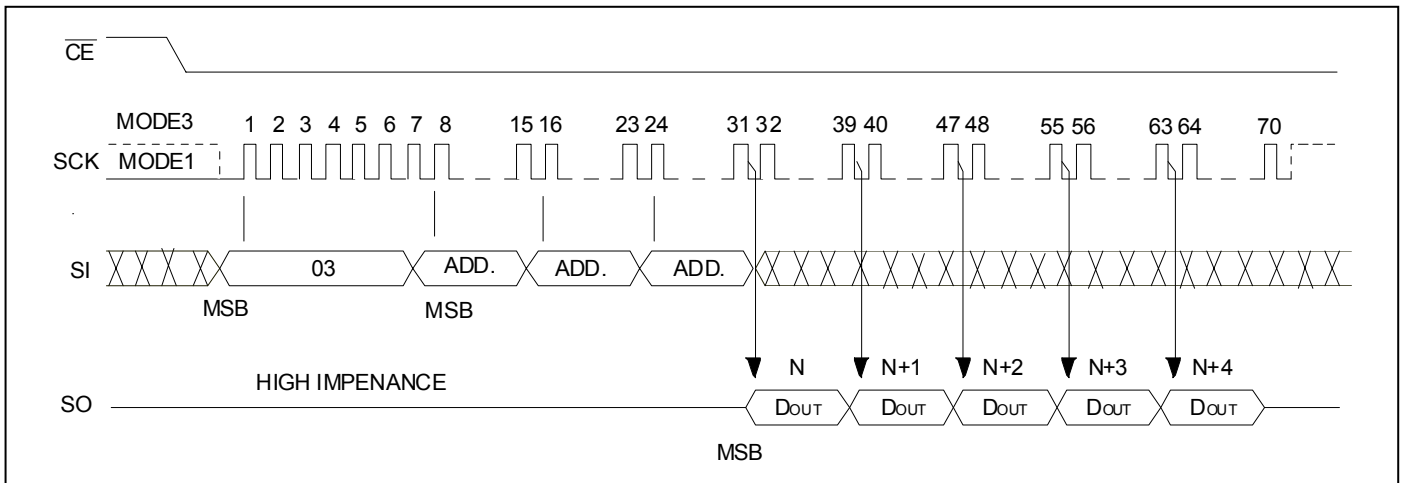 CE
MODE3 1 2 3 4 5 6 7 8 15 16 23 24 31 32 39 40 47 48 55 56 63 64 70
SCK MODE1
SI 03 ADD. ADD. ADD.
MSB MSB
N N+1 N+2 N+3 N+4
HIGH IMPENANCE
SO DOUT DOUT DOUT DOUT DOUT
MSB